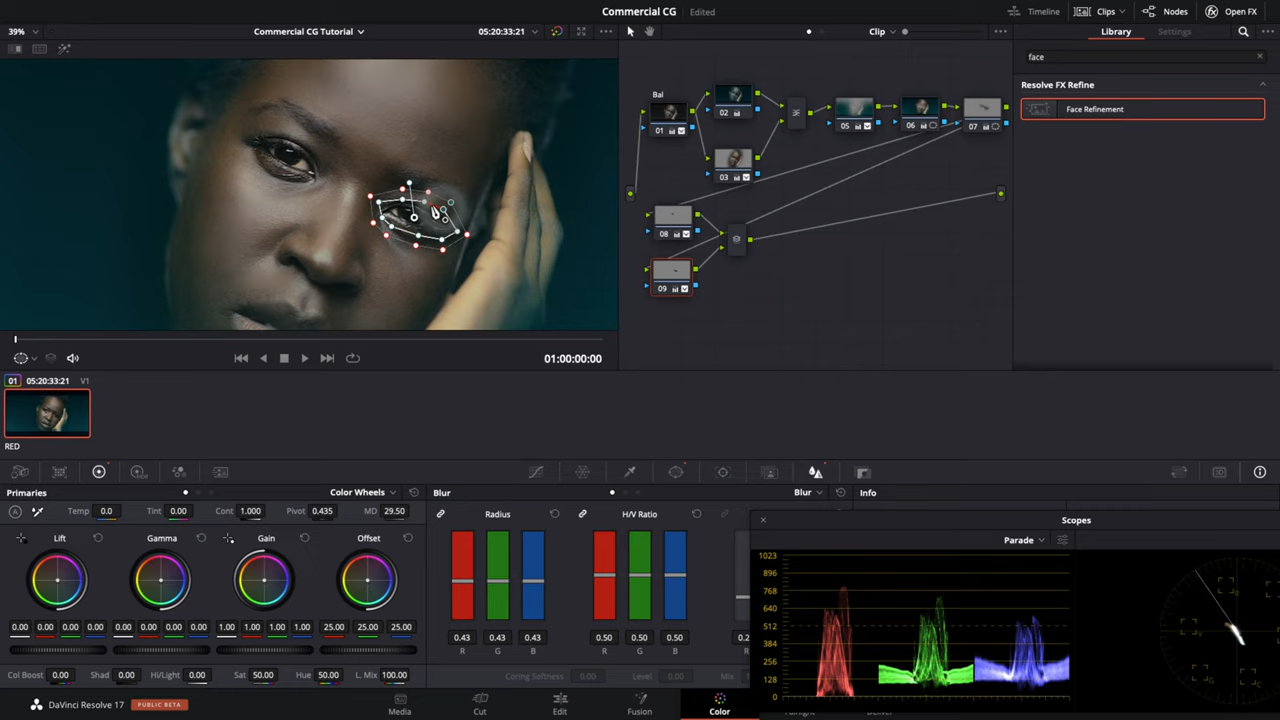 Commercial CG Edited
Timeline Clips Nodes Open FX
39% Commercial CG Tutorial 05:20:33:21 Clip Library Settings
face
Resolve FX Refine
Face Refinement
Bal
01
02
03
05
06
07
08
09
01:00:00:00
01 05:20:33:21 V1
RED
Primaries Color Wheels Blur Blur Info
Temp 0.0 Tint 0.00 Cont 1.000 Pivot 0.435 MD 29.50 Radius H/V Ratio
Scopes
Lift Gamma Gain Offset
Parade
1023
896
768
640
512
384
256
128
0
0.00 0.00 0.00 0.00 0.00 0.00 0.00 0.00 1.00 1.00 1.00 1.00 25.00 25.00 25.00
0.43 0.43 0.43 0.50 0.50 0.50
R G B R G B
Col Boost 0.00 Shad 0.00 Hi/Light 0.00 Sat 50.00 Hue 50.00 L. Mix 100.00 Coring Softness 0.00 Level 0.00 Mix
DaVinci Resolve 17 PUBLIC BETA Media Cut Edit Fusion Color